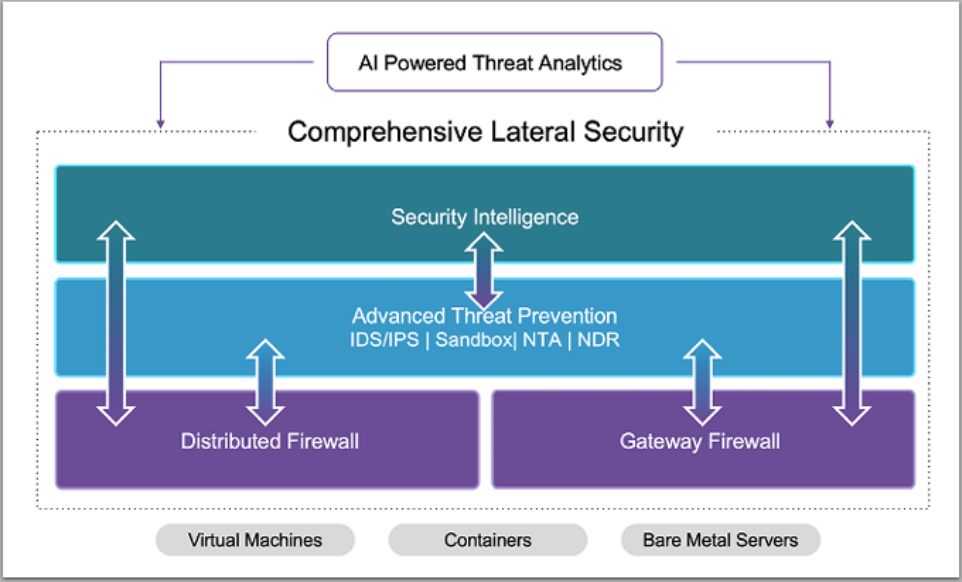 AI Powered Threat Analytics
Comprehensive Lateral Security
Security Intelligence
Advanced Threat Prevention
IDS/IPS | Sandbox| NTA | NDR
Distributed Firewall
Gateway Firewall
Virtual Machines
Containers
Bare Metal Servers